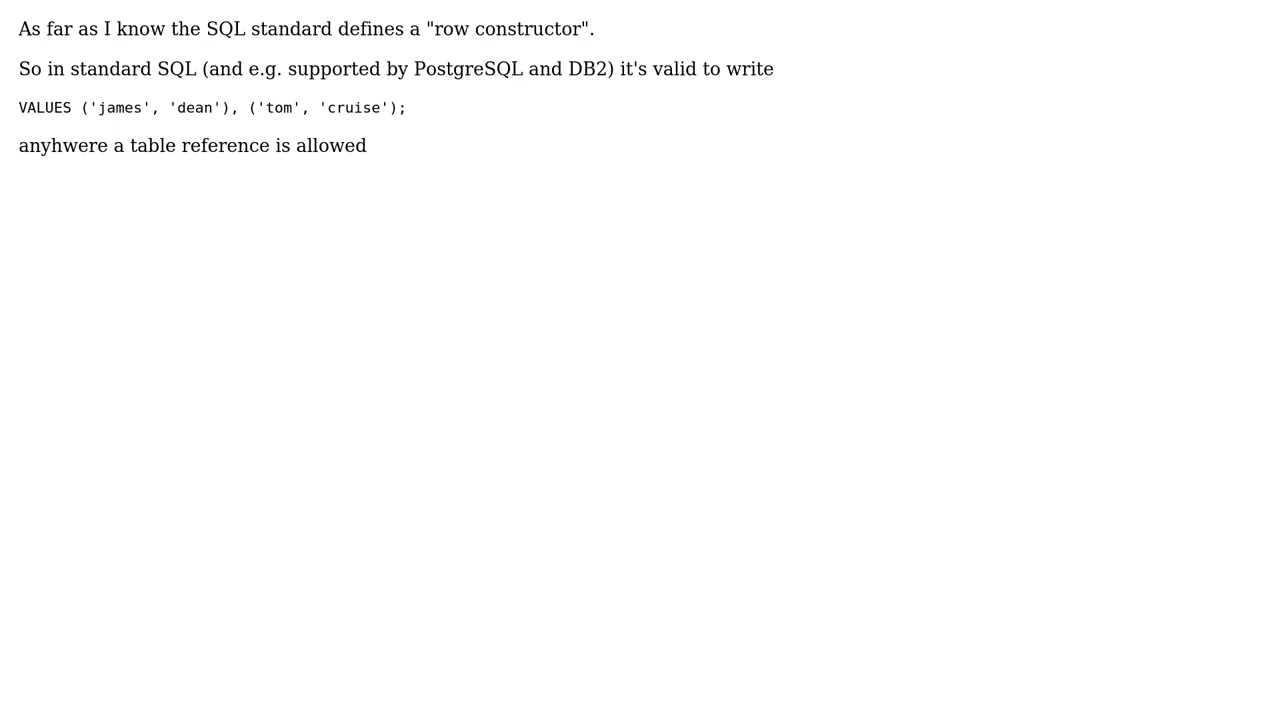 As far as I know the SQL standard defines a "row constructor".
So in standard SQL (and e.g. supported by PostgreSQL and DB2) it's valid to write
VALUES ('james', 'dean'), ('tom', 'cruise');
anyhwere a table reference is allowed